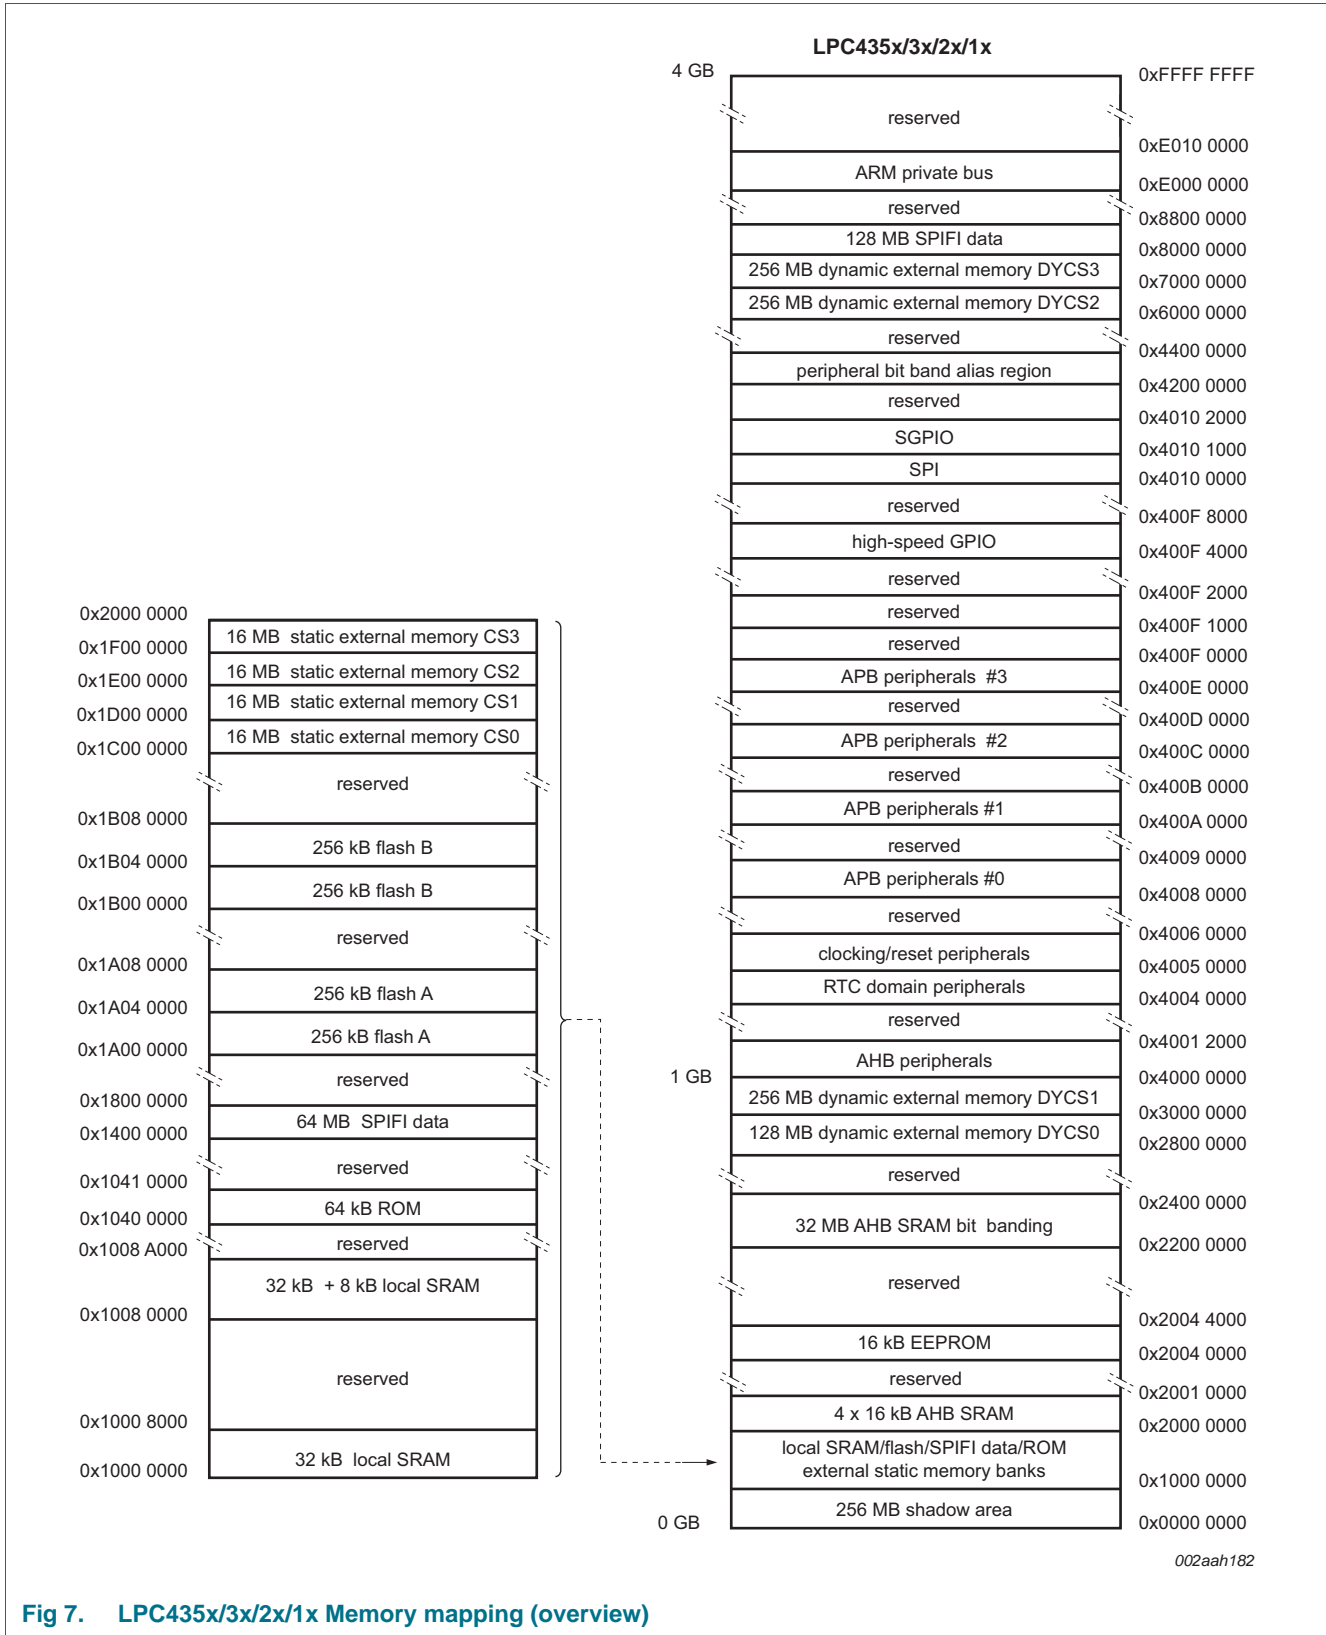 LPC435x/3x/2x/1x
4 GB
0xFFFF FFFF
reserved
0xE010 0000
ARM private bus
0xE000 0000
reserved
0x8800 0000
128 MB SPIFI data
0x8000 0000
256 MB dynamic external memory DYCS3
0x7000 0000
256 MB dynamic external memory DYCS2
0x6000 0000
reserved
0x4400 0000
peripheral bit band alias region
0x4200 0000
reserved
0x4010 2000
SGPIO
0x4010 1000
SPI
0x4010 0000
reserved
0x400F 8000
high-speed GPIO
0x400F 4000
reserved
0x400F 2000
reserved
0x400F 1000
reserved
0x400F 0000
APB peripherals #3
0x400E 0000
reserved
0x400D 0000
APB peripherals #2
0x400C 0000
reserved
0x400B 0000
APB peripherals #1
0x400A 0000
reserved
0x4009 0000
APB peripherals #0
0x4008 0000
reserved
0x4006 0000
clocking/reset peripherals
0x4005 0000
RTC domain peripherals
0x4004 0000
reserved
0x4001 2000
AHB peripherals
1 GB
0x4000 0000
256 MB dynamic external memory DYCS1
0x3000 0000
128 MB dynamic external memory DYCS0
0x2800 0000
reserved
0x2400 0000
32 MB AHB SRAM bit banding
0x2200 0000
reserved
0x2004 4000
16 kB EEPROM
0x2004 0000
reserved
0x2001 0000
4 x 16 kB AHB SRAM
0x2000 0000
local SRAM/flash/SPIFI data/ROM
external static memory banks
0x1000 0000
256 MB shadow area
0 GB
0x0000 0000
0x2000 0000
16 MB static external memory CS3
0x1F00 0000
16 MB static external memory CS2
0x1E00 0000
16 MB static external memory CS1
0x1D00 0000
16 MB static external memory CS0
0x1C00 0000
reserved
0x1B08 0000
256 kB flash B
0x1B04 0000
256 kB flash B
0x1B00 0000
reserved
0x1A08 0000
256 kB flash A
0x1A04 0000
256 kB flash A
0x1A00 0000
reserved
0x1800 0000
64 MB SPIFI data
0x1400 0000
reserved
0x1041 0000
64 kB ROM
0x1040 0000
reserved
0x1008 A000
32 kB + 8 kB local SRAM
0x1008 0000
reserved
0x1000 8000
32 kB local SRAM
0x1000 0000
002aah182
Fig 7. LPC435x/3x/2x/1x Memory mapping (overview)